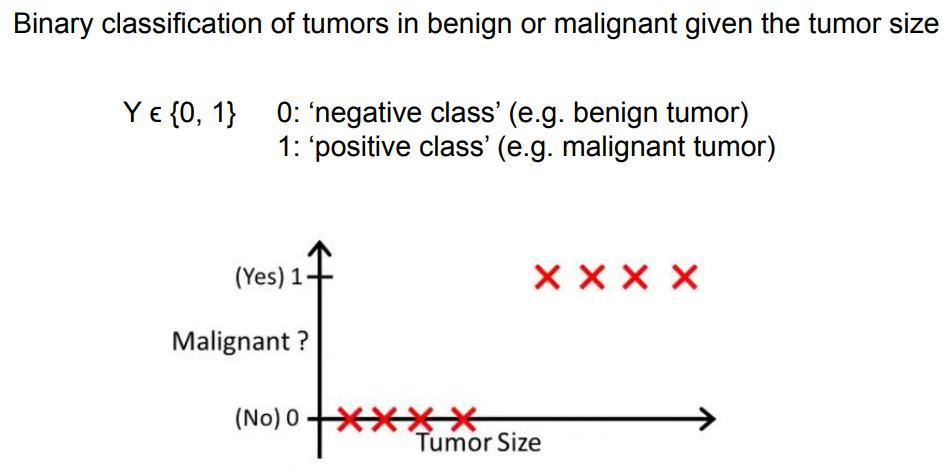 Binary classification of tumors in benign or malignant given the tumor size
Y ϵ {0, 1} 0: ‘negative class’ (e.g. benign tumor)
1: ‘positive class’ (e.g. malignant tumor)
(Yes) 1
Malignant ?
(No) 0
Tumor Size